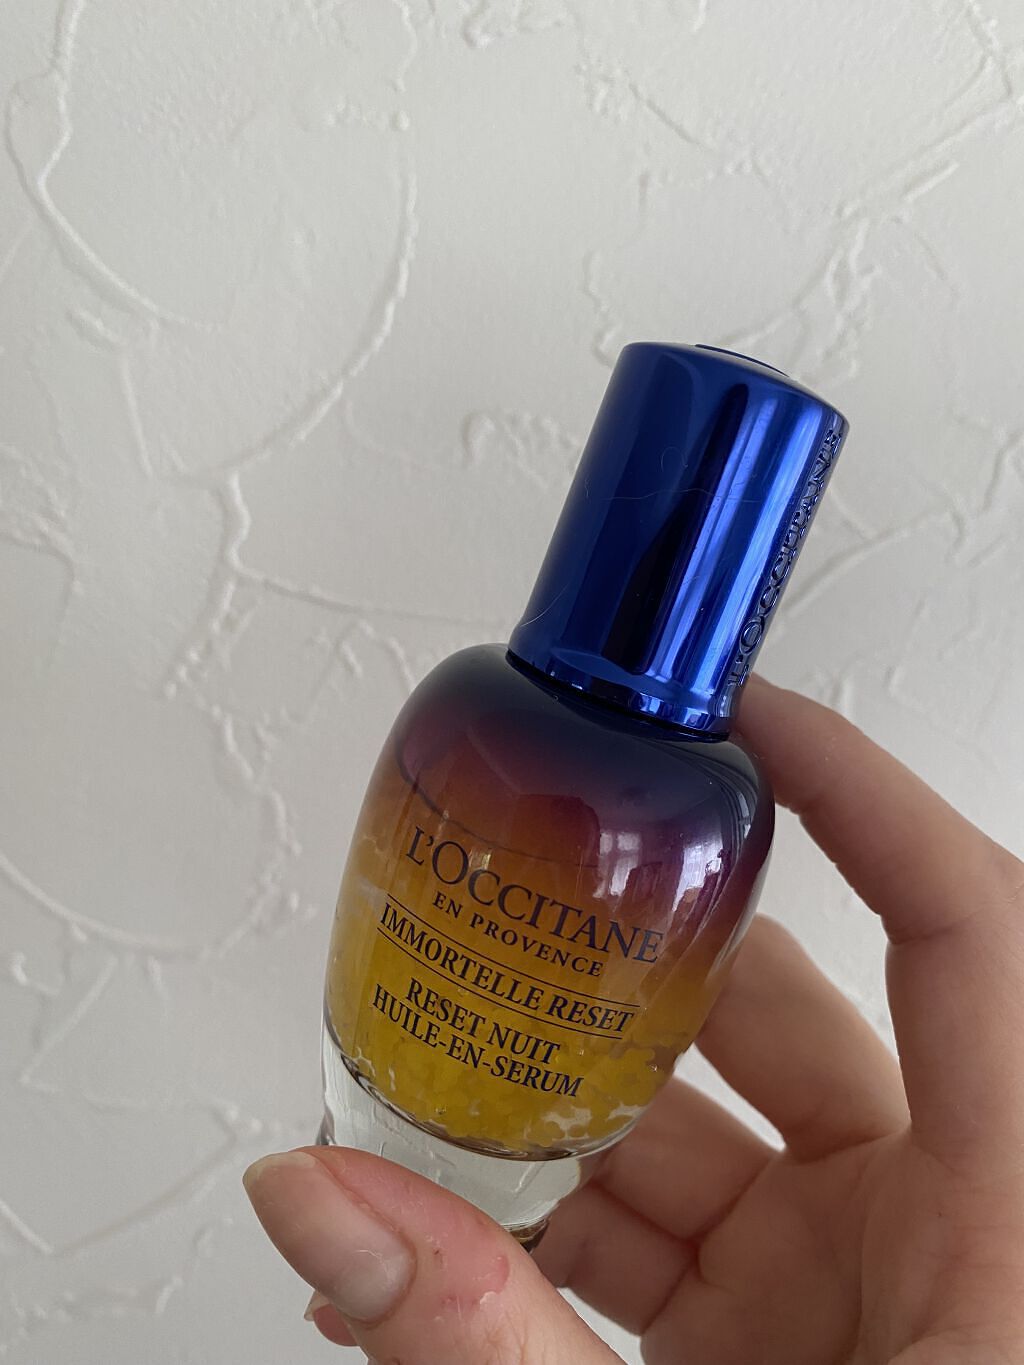 L'OCCITANE
L'OCCITANE
EN PROVENCE
IMMORTELLE RESET
RESET NUIT
HUILE-EN-SERUM